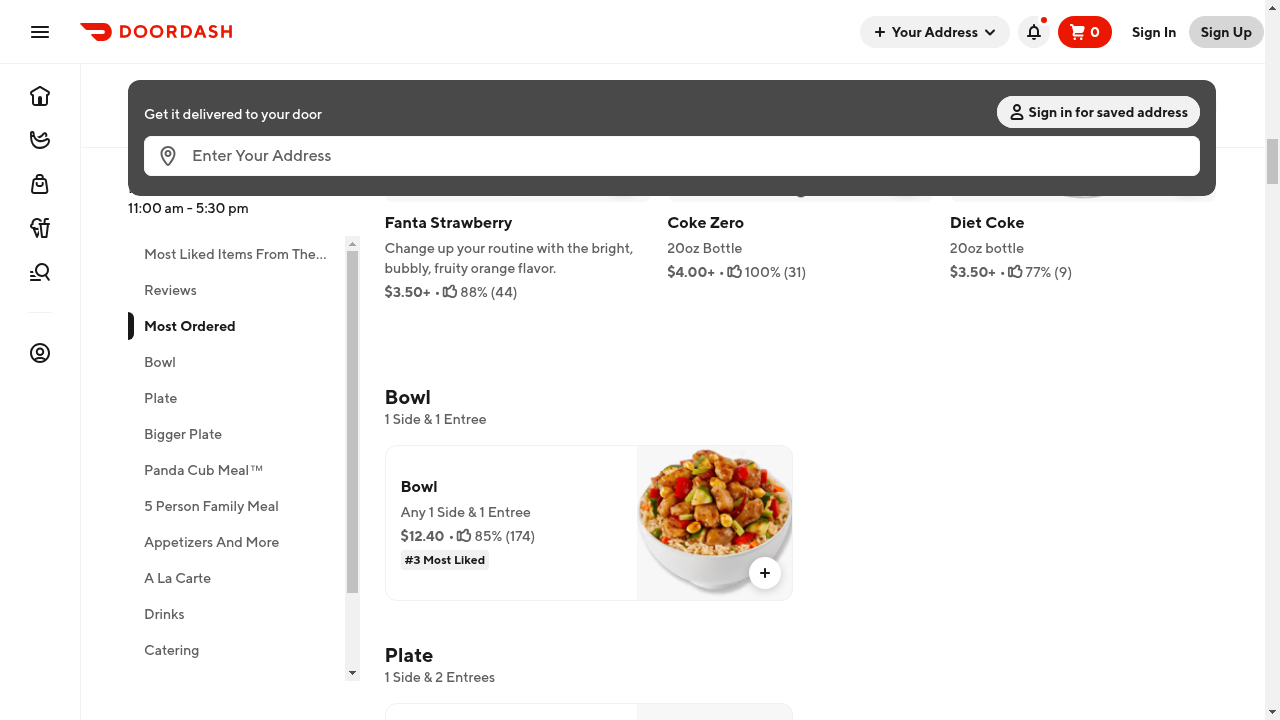 DOORDASH
Your Address
0
Sign In
Sign Up
Get it delivered to your door
Sign in for saved address
Enter Your Address
11:00 am - 5:30 pm
Most Liked Items From The...
Reviews
Most Ordered
Bowl
Plate
Bigger Plate
Panda Cub Meal™
5 Person Family Meal
Appetizers And More
A La Carte
Drinks
Catering
Fanta Strawberry
Change up your routine with the bright,
bubbly, fruity orange flavor.
$3.50+ • 88% (44)
Coke Zero
20oz Bottle
$4.00+ • 100% (31)
Diet Coke
20oz bottle
$3.50+ • 77% (9)
Bowl
1 Side & 1 Entree
Bowl
Any 1 Side & 1 Entree
$12.40 • 85% (174)
#3 Most Liked
Plate
1 Side & 2 Entrees